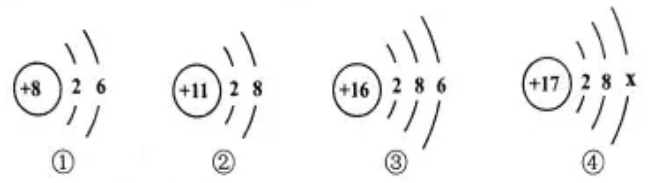 +8 2 6
+11 2 8
+16 2 8 6
+17 2 8 x
① ② ③ ④